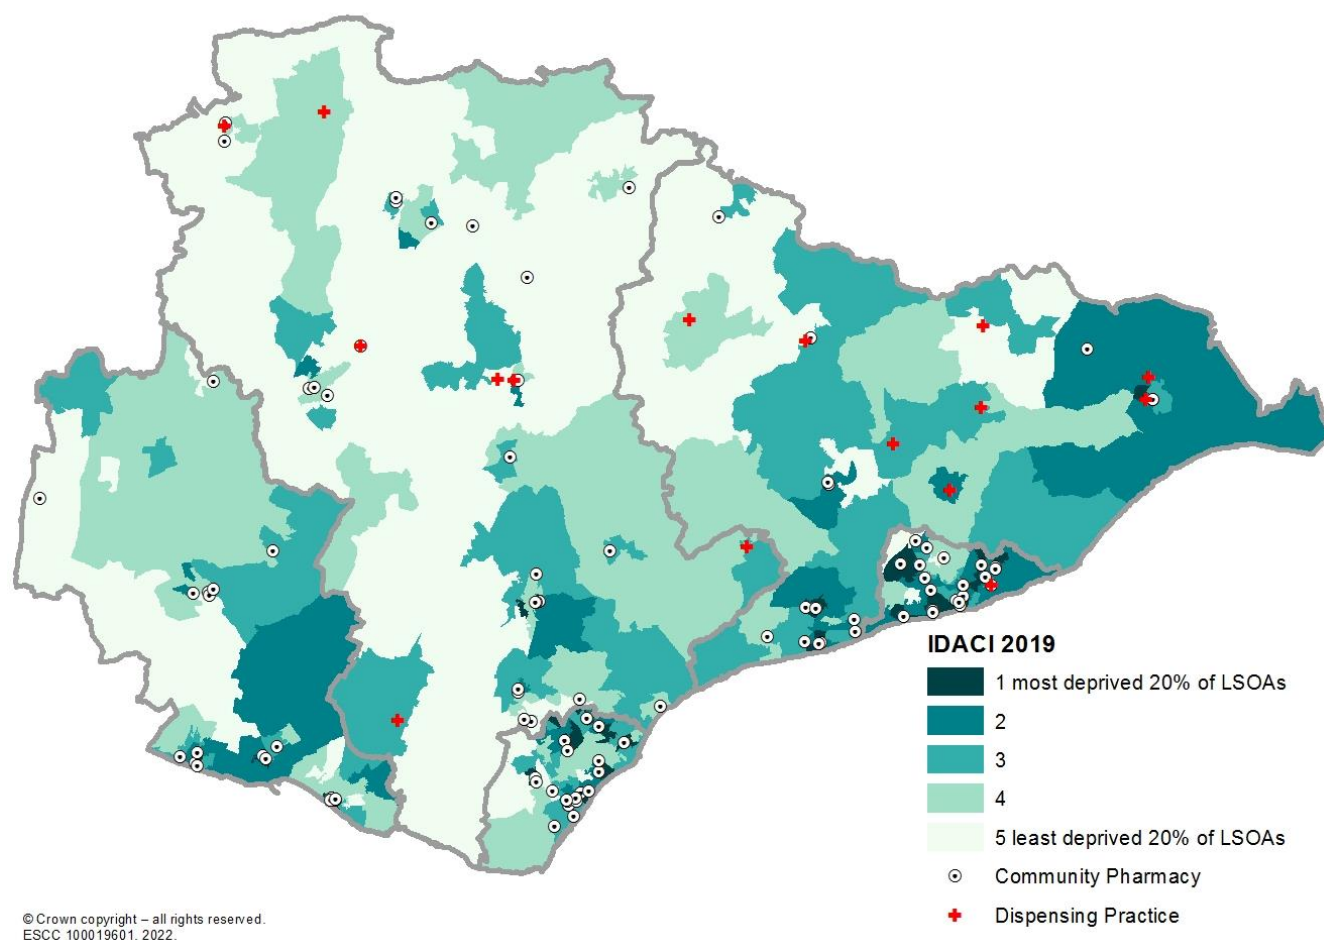 IDACI 2019
1 most deprived 20% of LSOAs
2
3
4
5 least deprived 20% of LSOAs
Community Pharmacy
Dispensing Practice
© Crown copyright – all rights reserved.
ESCC 100019601, 2022.